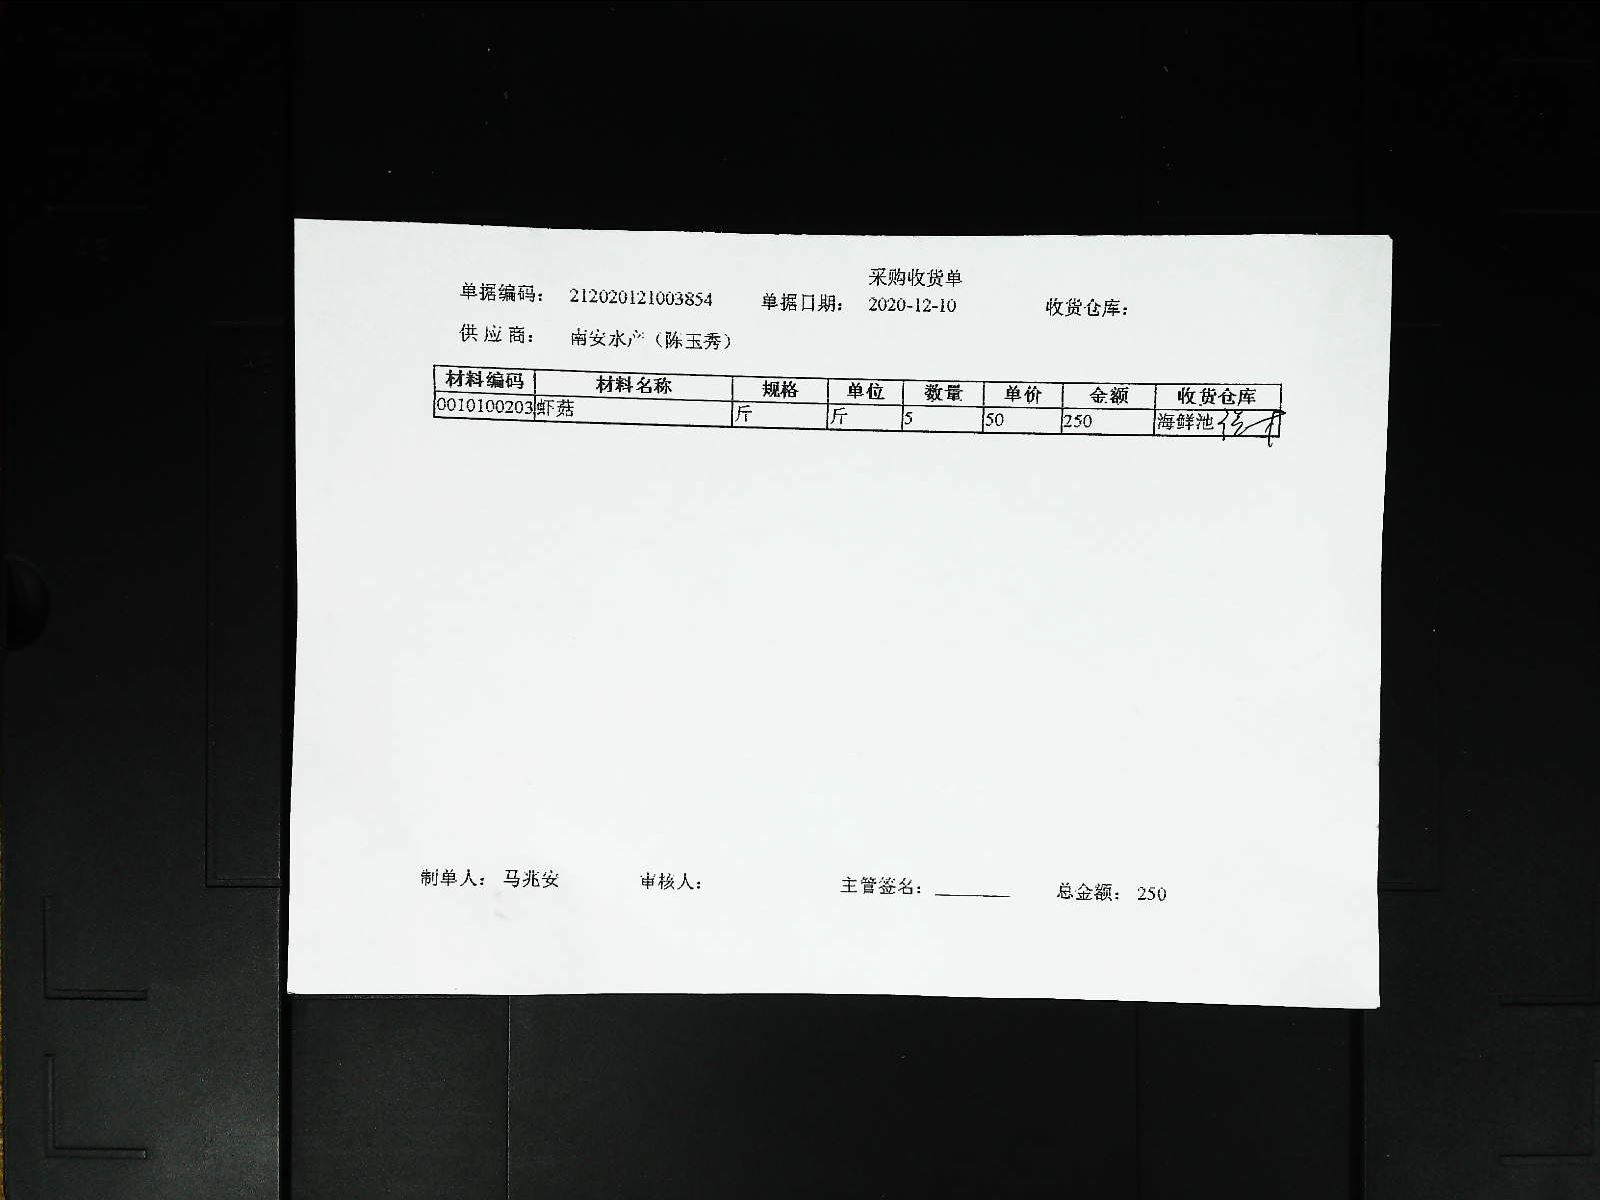 采购收货单
单据编码： 212020121003854 单据日期： 2020-12-10 收货仓库：
供应商： 南安水产（陈玉秀）
材料编码 材料名称 规格 单位 数量 单价 金额 收货仓库
0010100203 虾菇 斤 斤 5 50 250 海鲜池
制单人： 马兆安 审核人： 主管签名： 总金额： 250